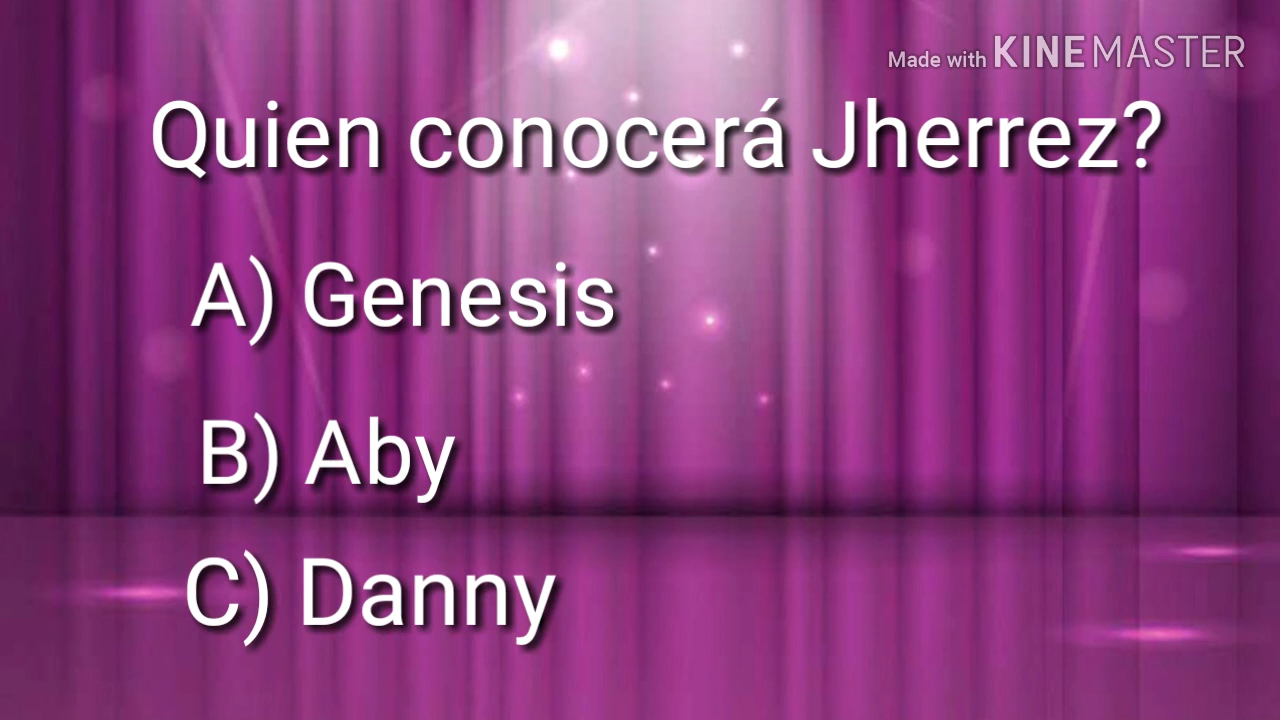 Made with KINEMASTER
Quien conocerá Jherrez?
A) Genesis
B) Aby
C) Danny